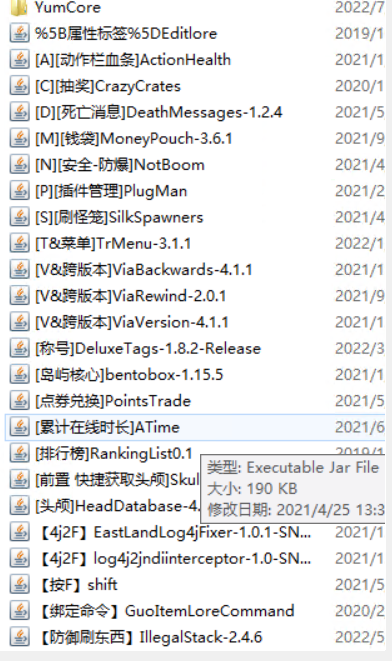 YumCore 2022/7
%5B属性标签%5DEditlore 2019/1
[A][动作栏血条]ActionHealth 2021/1
[C][抽奖]CrazyCrates 2020/1
[D][死亡消息]DeathMessages-1.2.4 2021/5
[M][钱袋]MoneyPouch-3.6.1 2021/9
[N][安全-防爆]NotBoom 2021/4
[P][插件管理]PlugMan 2021/2
[S][刷怪笼]SilkSpawners 2021/4
[T&菜单]TrMenu-3.1.1 2022/1
[V&跨版本]ViaBackwards-4.1.1 2021/1
[V&跨版本]ViaRewind-2.0.1 2021/9
[V&跨版本]ViaVersion-4.1.1 2021/1
[称号]DeluxeTags-1.8.2-Release 2022/3
[岛屿核心]bentobox-1.15.5 2021/1
[点券兑换]PointsTrade 2021/5
[累计在线时长]ATime 2021/6
[排行榜]RankingList0.1 2019/1
[前置 快捷获取头颅]Skul
类型: Executable Jar File
大小: 190 KB
修改日期: 2021/4/25 13:3
[头颅]HeadDatabase-4.
【4j2F】EastLandLog4jFixer-1.0.1-SN... 2021/1
【4j2F】log4j2jndiinterceptor-1.0-SN... 2021/1
【按F】shift 2021/5
【绑定命令】GuoItemLoreCommand 2020/2
【防御刷东西】IllegalStack-2.4.6 2022/5